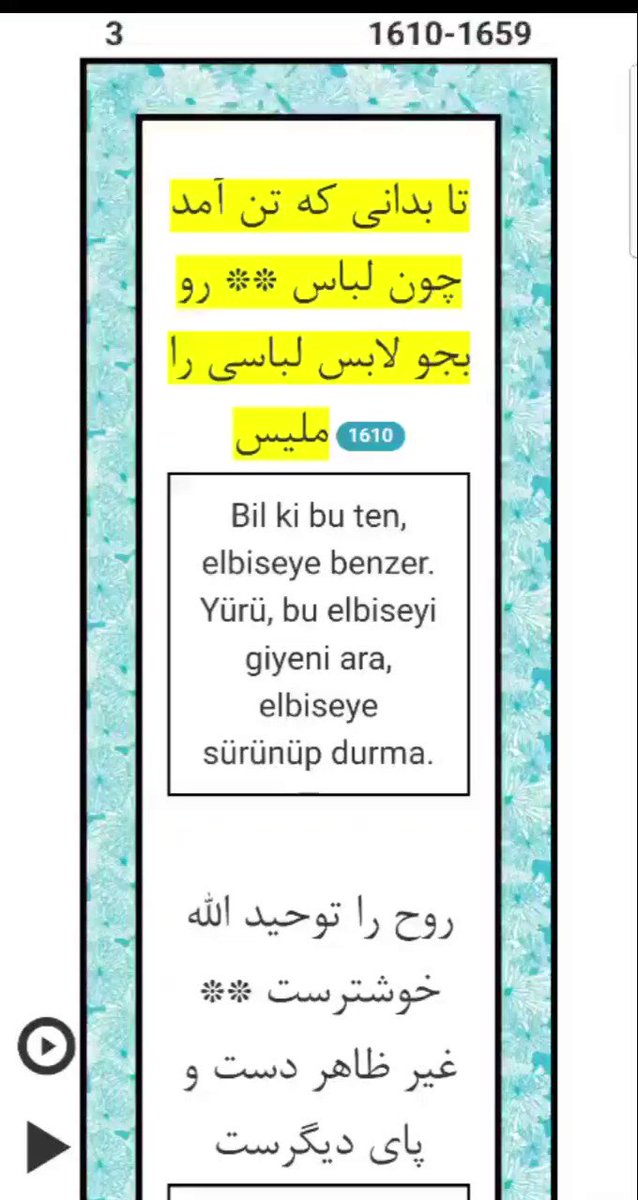 3 1610-1659
تا بدانی که تن آمد
چون لباس ** رو
بجو لابس لباسی را
ملیس 1610
Bil ki bu ten,
elbiseye benzer.
Yürü, bu elbiseyi
giyeni ara,
elbiseye
sürünüp durma.
روح را توحید الله
خوشترست **
غیر ظاهر دست و
پای دیگرست